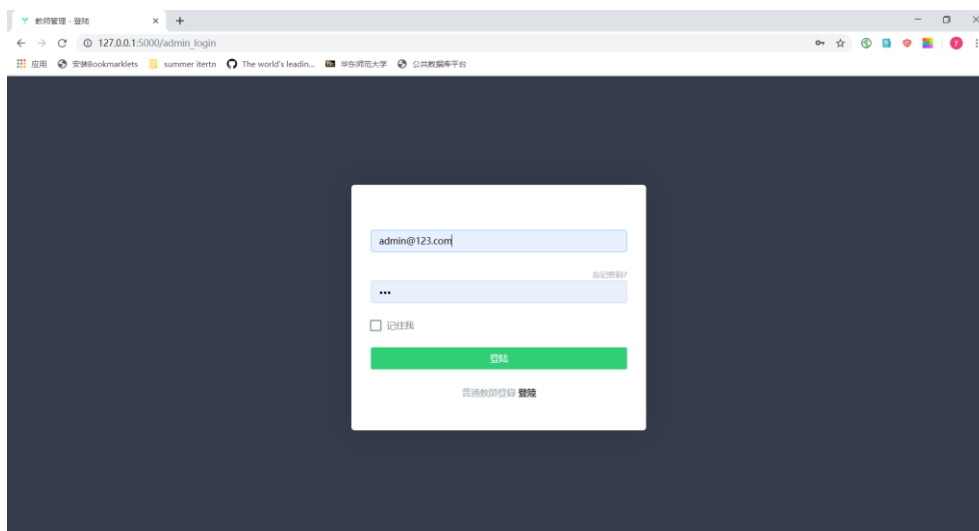 教师管理 - 登陆
127.0.0.1:5000/admin_login
应用 安装Bookmarklets summer itertn The world's leadin... 华东师范大学 公共数据库平台
admin@123.com
忘记密码?
•••
记住我
登陆
普通教師登録 登陸